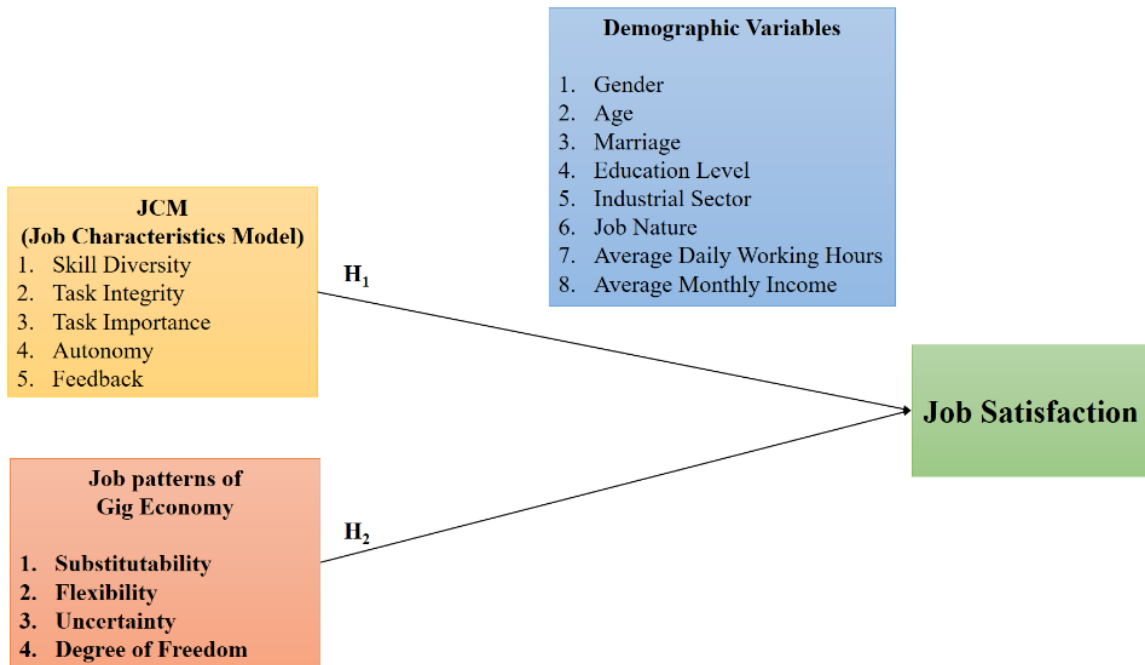 Demographic Variables
1. Gender
2. Age
3. Marriage
4. Education Level
5. Industrial Sector
6. Job Nature
7. Average Daily Working Hours
8. Average Monthly Income
JCM
(Job Characteristics Model)
1. Skill Diversity
2. Task Integrity
3. Task Importance
4. Autonomy
5. Feedback
H₁
Job Satisfaction
Job patterns of
Gig Economy
1. Substitutability
2. Flexibility
3. Uncertainty
4. Degree of Freedom
H₂